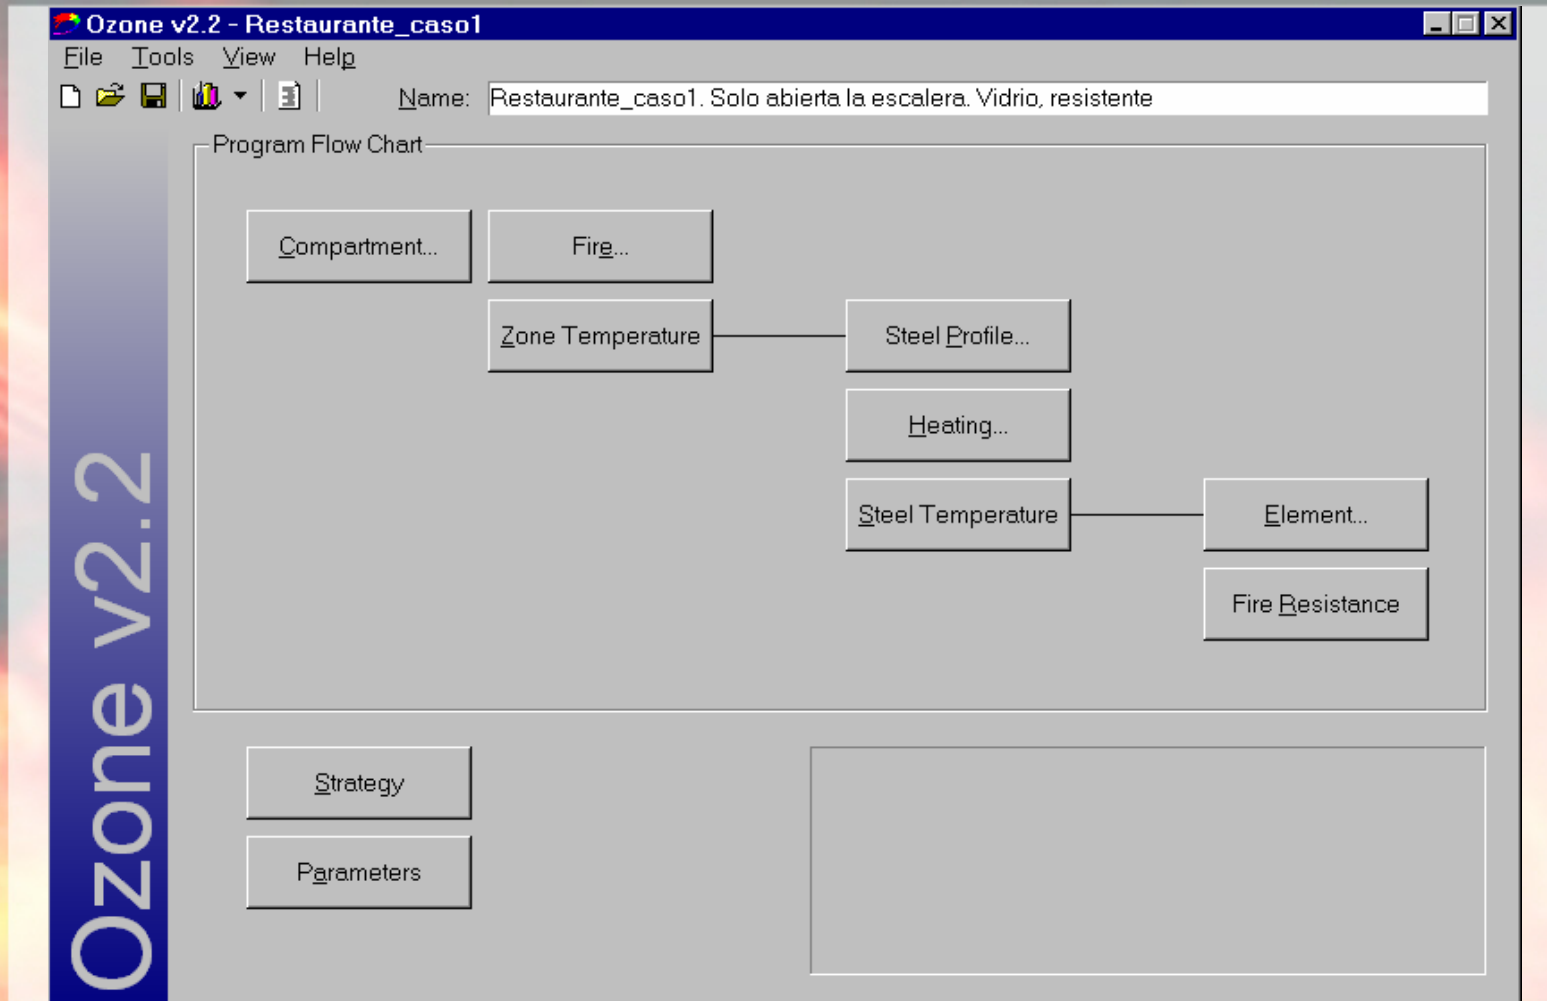 Ozone v2.2 - Restaurante_caso1
File Tools View Help
Name: Restaurante_caso1. Solo abierta la escalera. Vidrio, resistente
Program Flow Chart
Compartment... Fire...
Zone Temperature Steel Profile...
Heating...
Steel Temperature Element...
Fire Resistance
Strategy
Parameters
Ozone v2.2